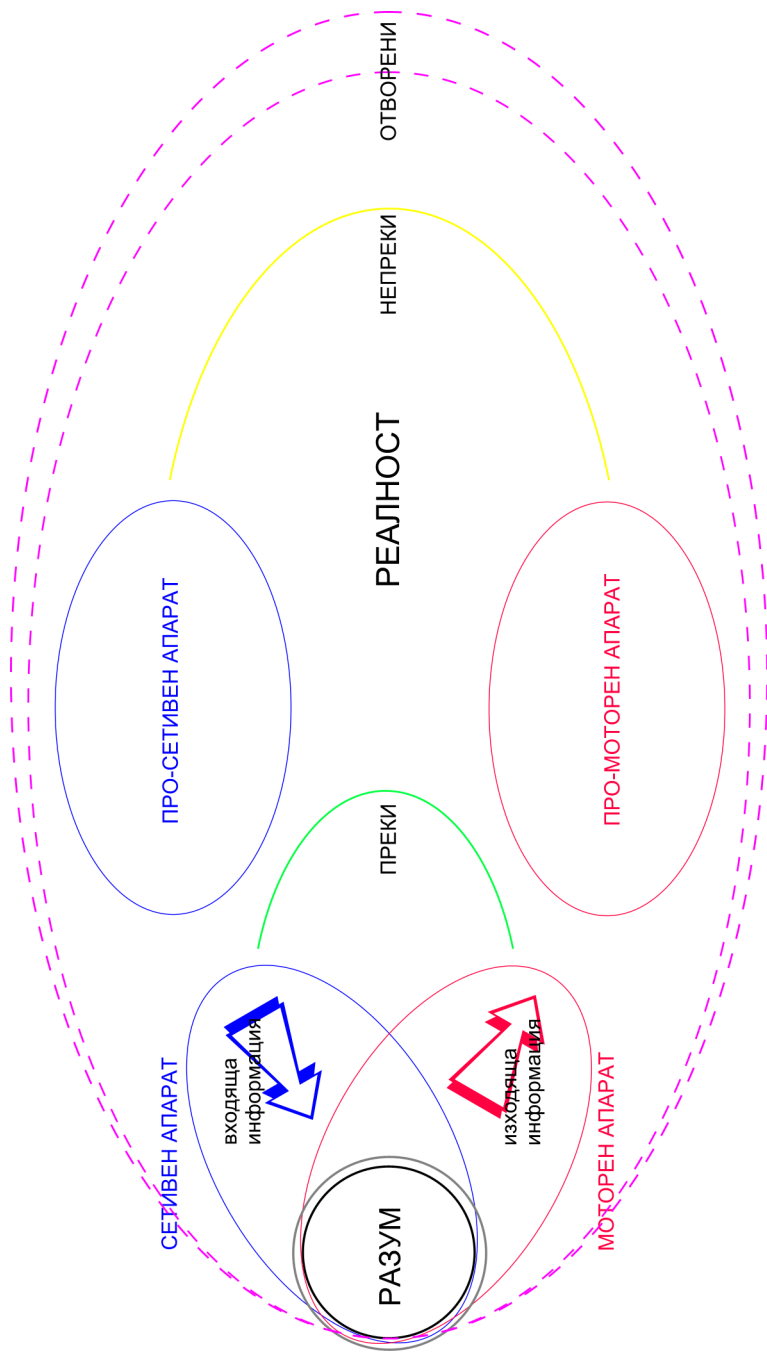 СЕТИВЕН АПАРАТ
ПРО-СЕТИВЕН АПАРАТ
входяща
информация
РАЗУМ
ПРЕКИ
РЕАЛНОСТ
НЕПРЕКИ
ОТВОРЕНИ
изходяща
информация
МОТОРЕН АПАРАТ
ПРО-МОТОРЕН АПАРАТ